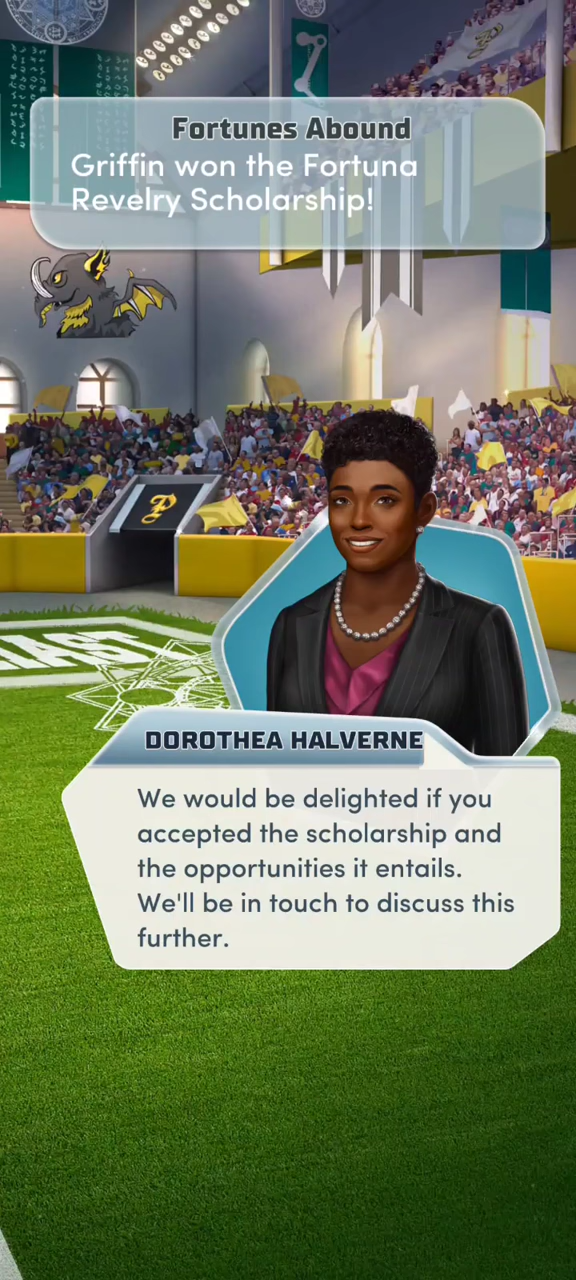 Fortunes Abound
Griffin won the Fortuna
Revelry Scholarship!
P
DOROTHEA HALVERNE
We would be delighted if you
accepted the scholarship and
the opportunities it entails.
We'll be in touch to discuss this
further.